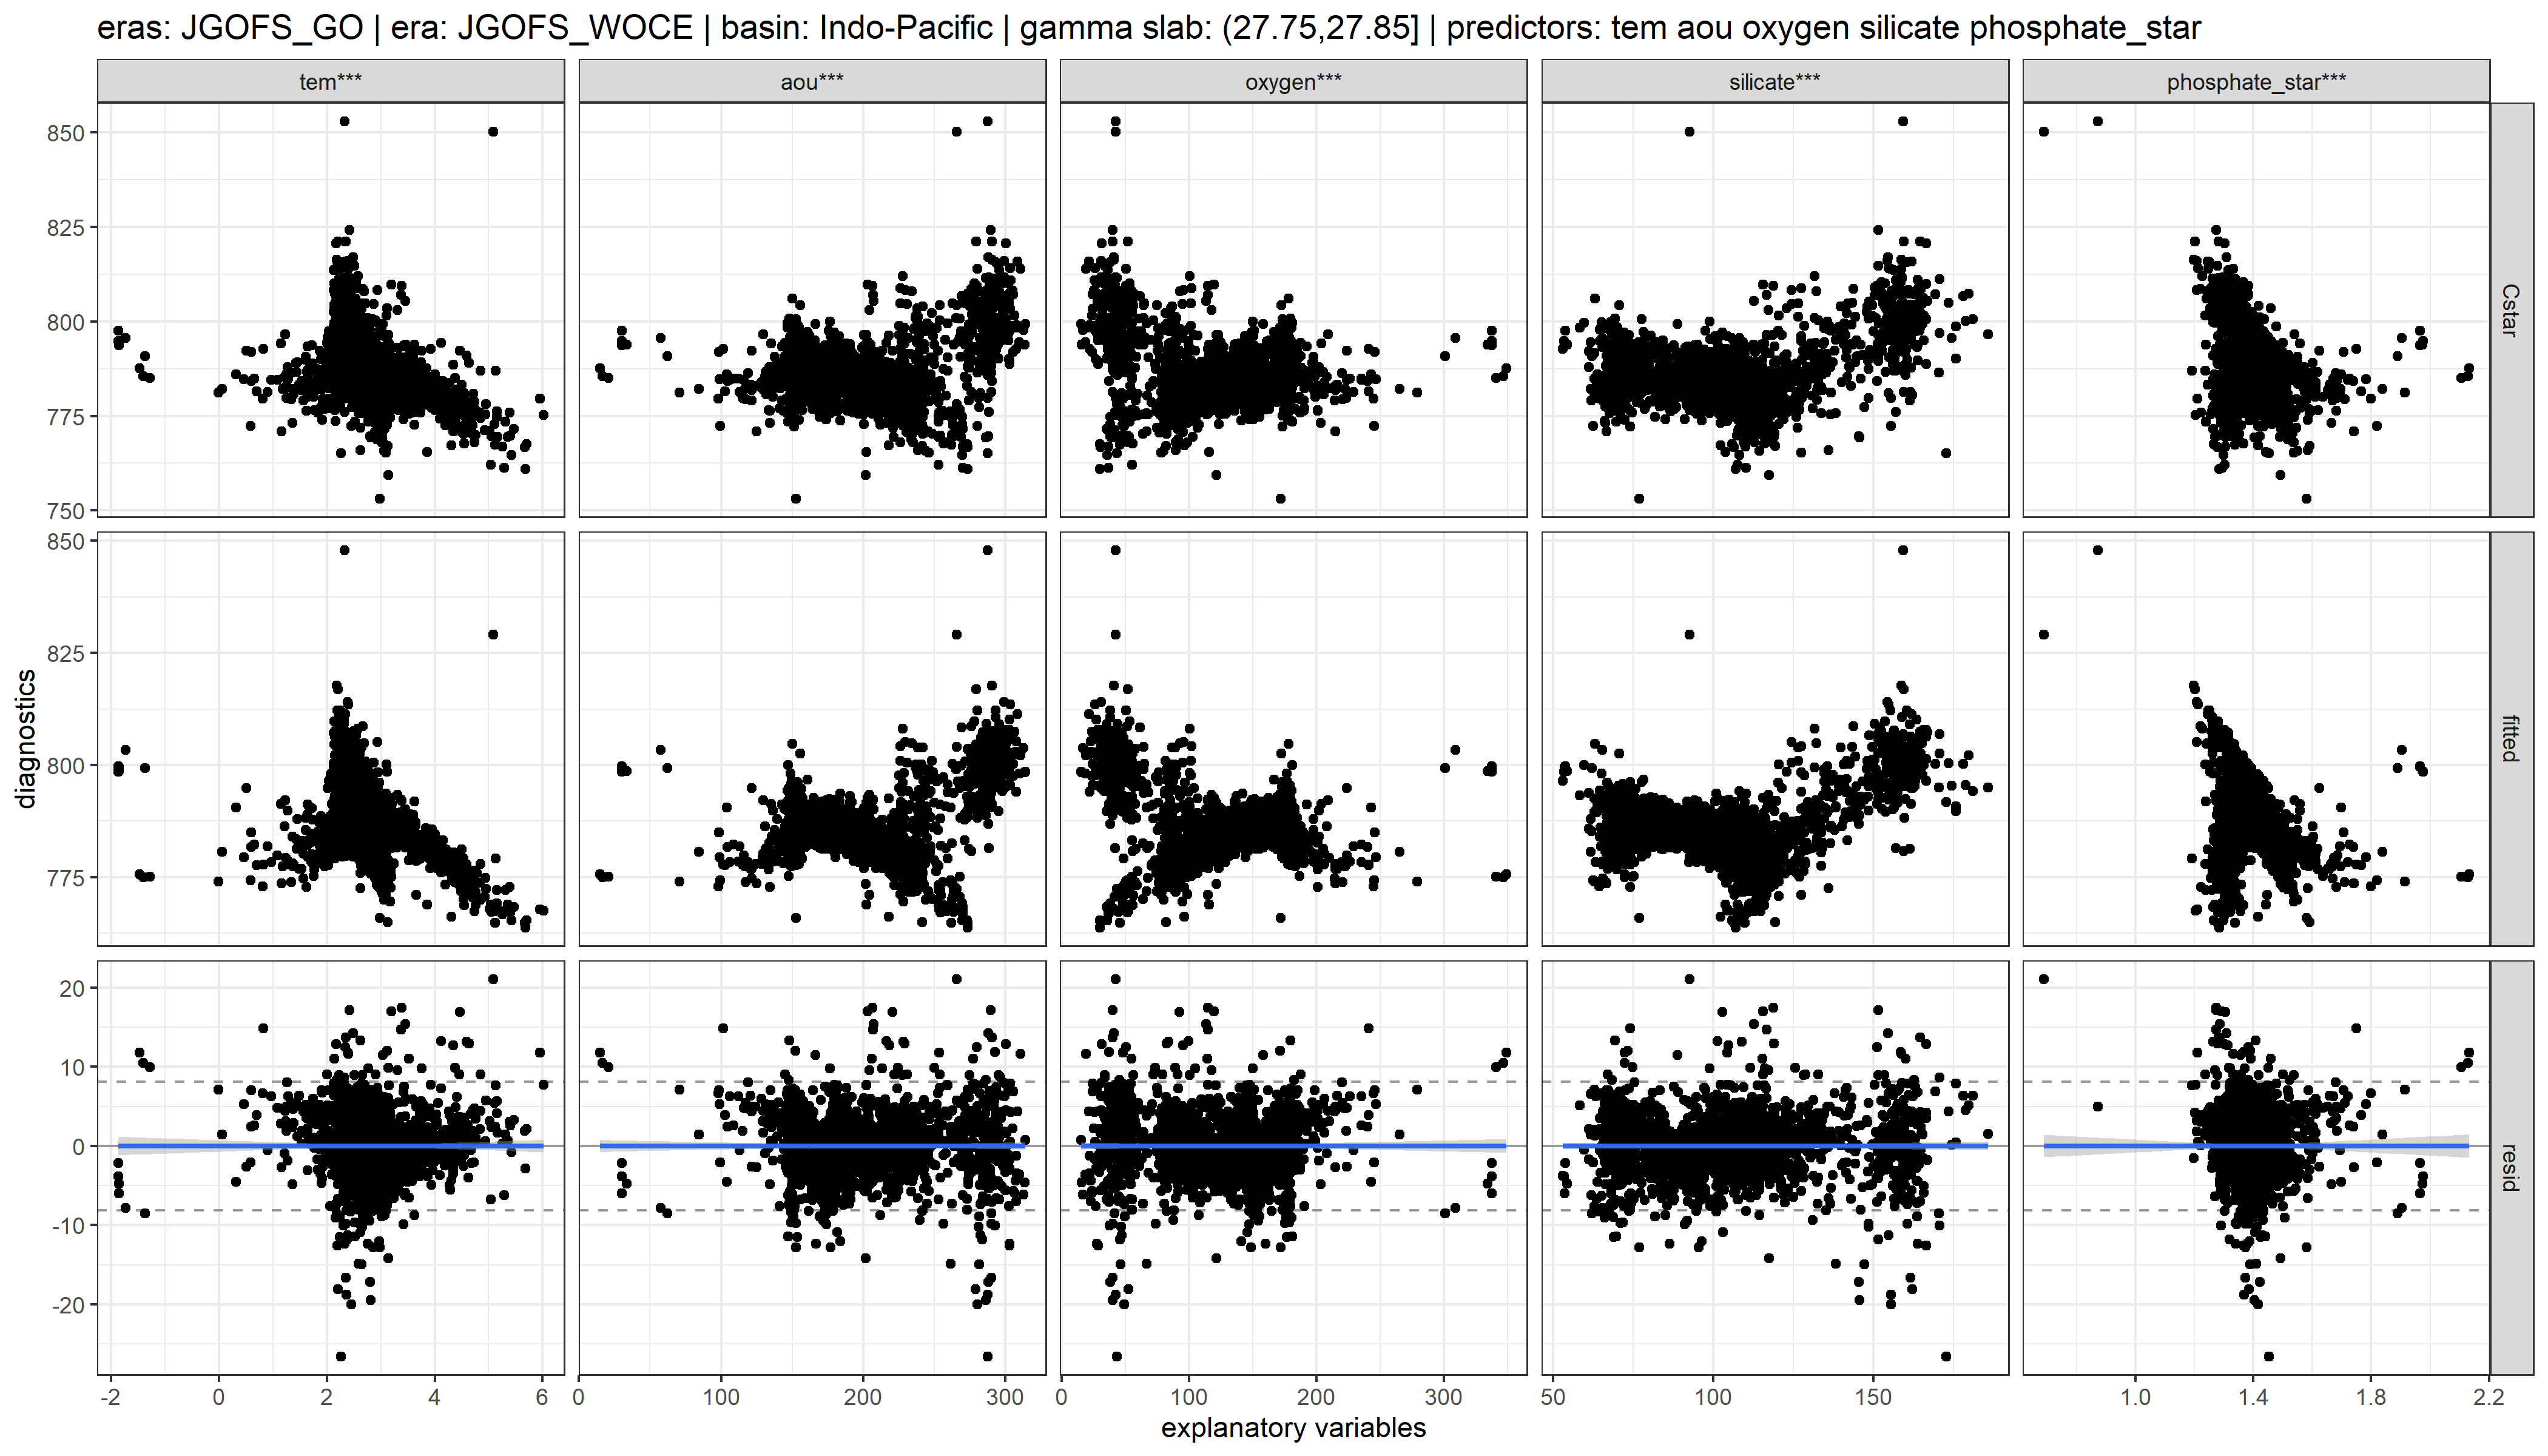 eras: JGOFS_GO | era: JGOFS_WOCE | basin: Indo-Pacific | gamma slab: (27.75,27.85] | predictors: tem aou oxygen silicate phosphate_star
tem*** aou*** oxygen*** silicate*** phosphate_star***
850
825
800
775
750
Cstar
850
825
800
775
fitted
diagnostics
20
10
0
-10
-20
resid
-2 0 2 4 6 0 100 200 300 0 100 200 300 50 100 150 1.0 1.4 1.8 2.2
explanatory variables